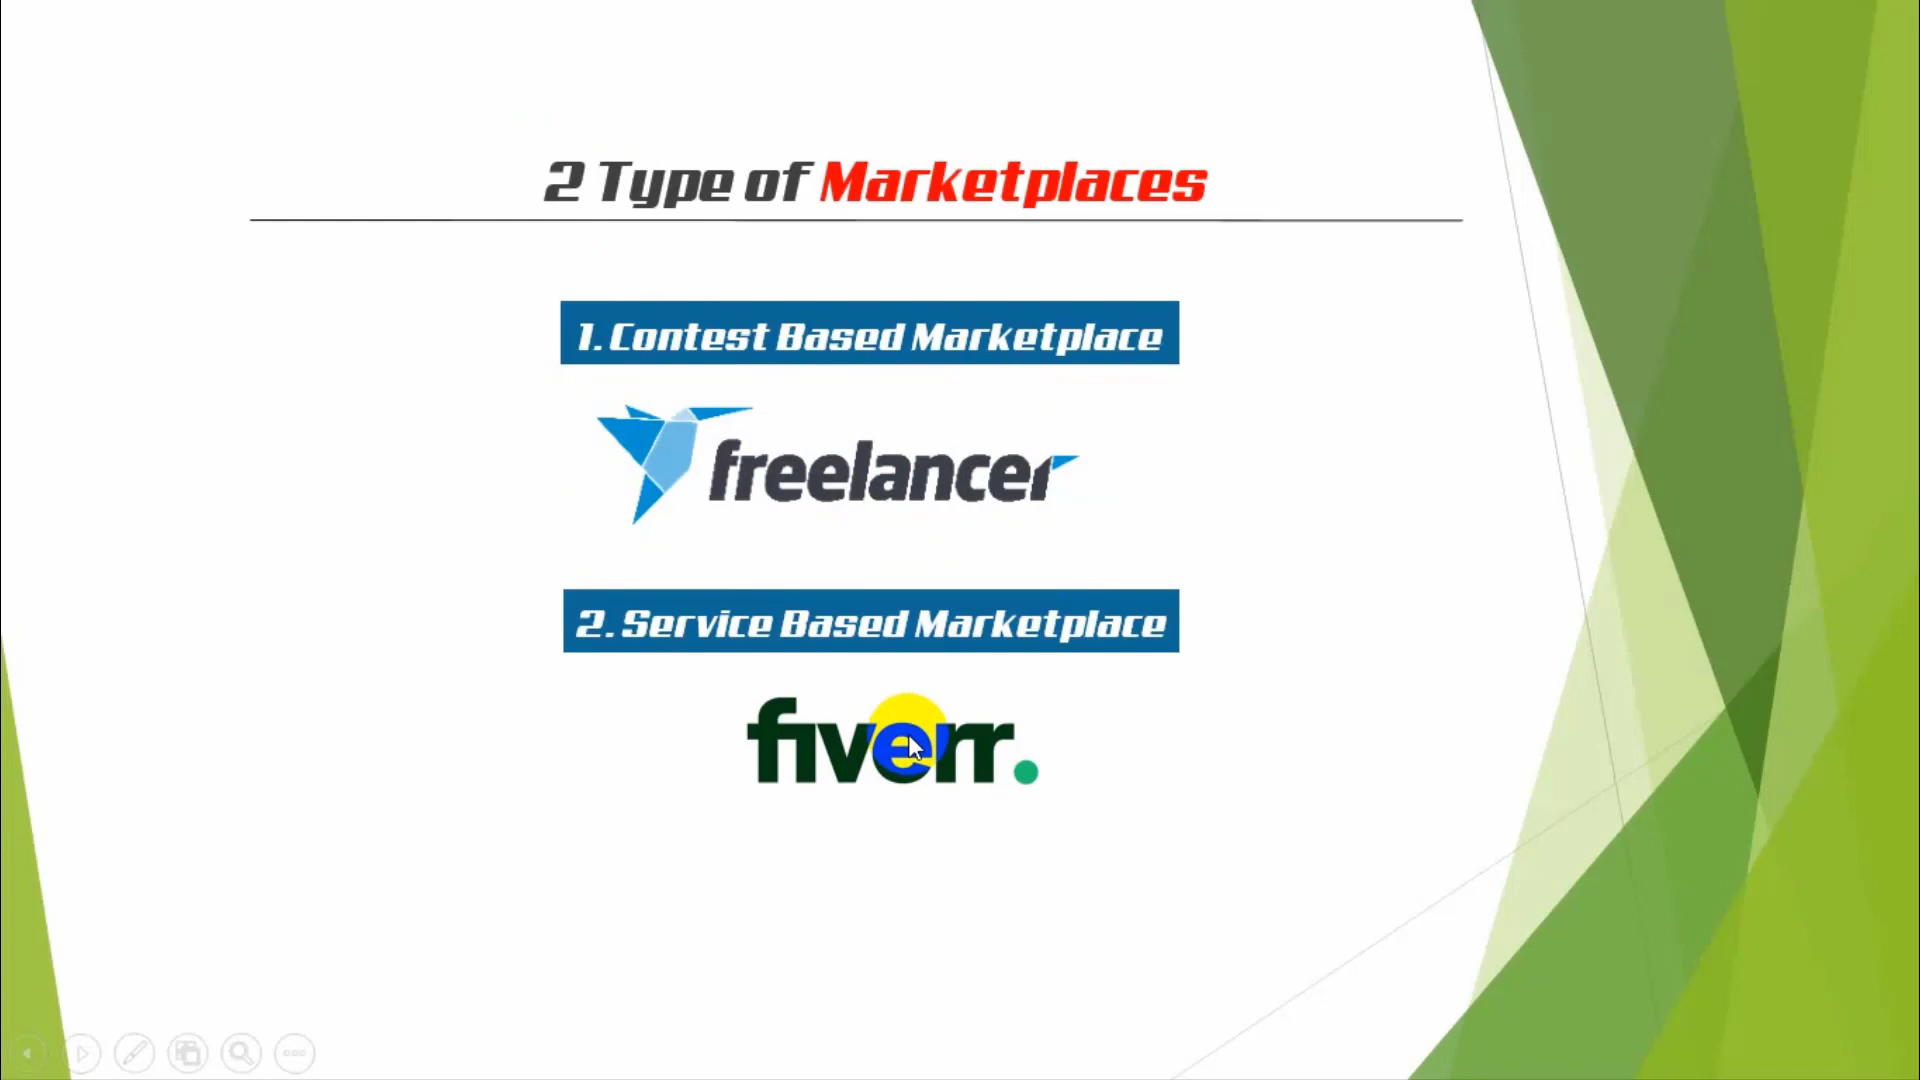 2 Type of Marketplaces
1. Contest Based Marketplace
freelancer
2. Service Based Marketplace
fiverr.